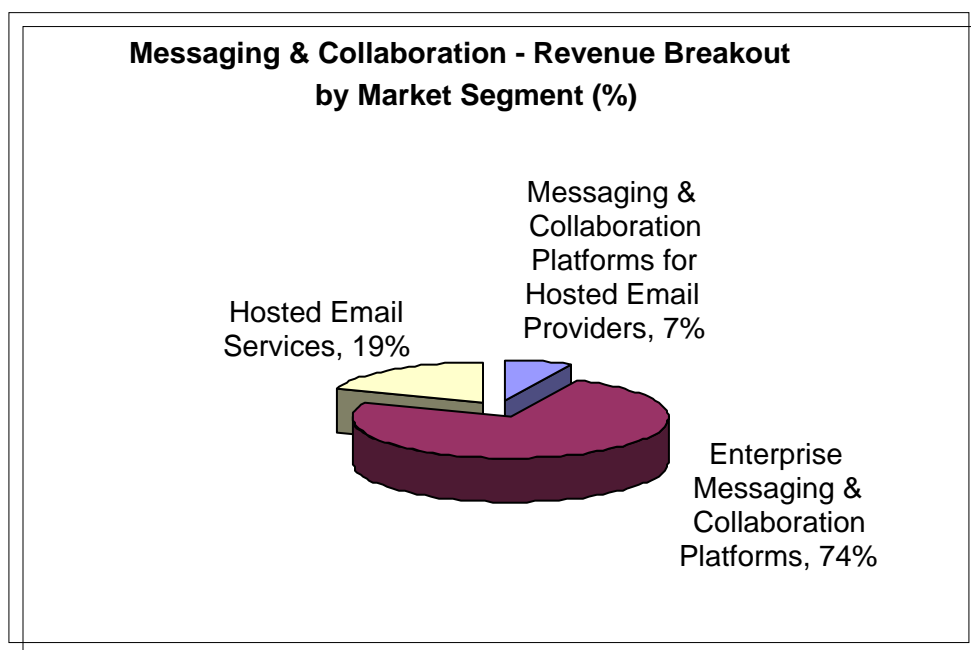 Messaging & Collaboration - Revenue Breakout
by Market Segment (%)
Messaging &
Collaboration
Platforms for
Hosted Email
Providers, 7%
Hosted Email
Services, 19%
Enterprise
Messaging &
Collaboration
Platforms, 74%